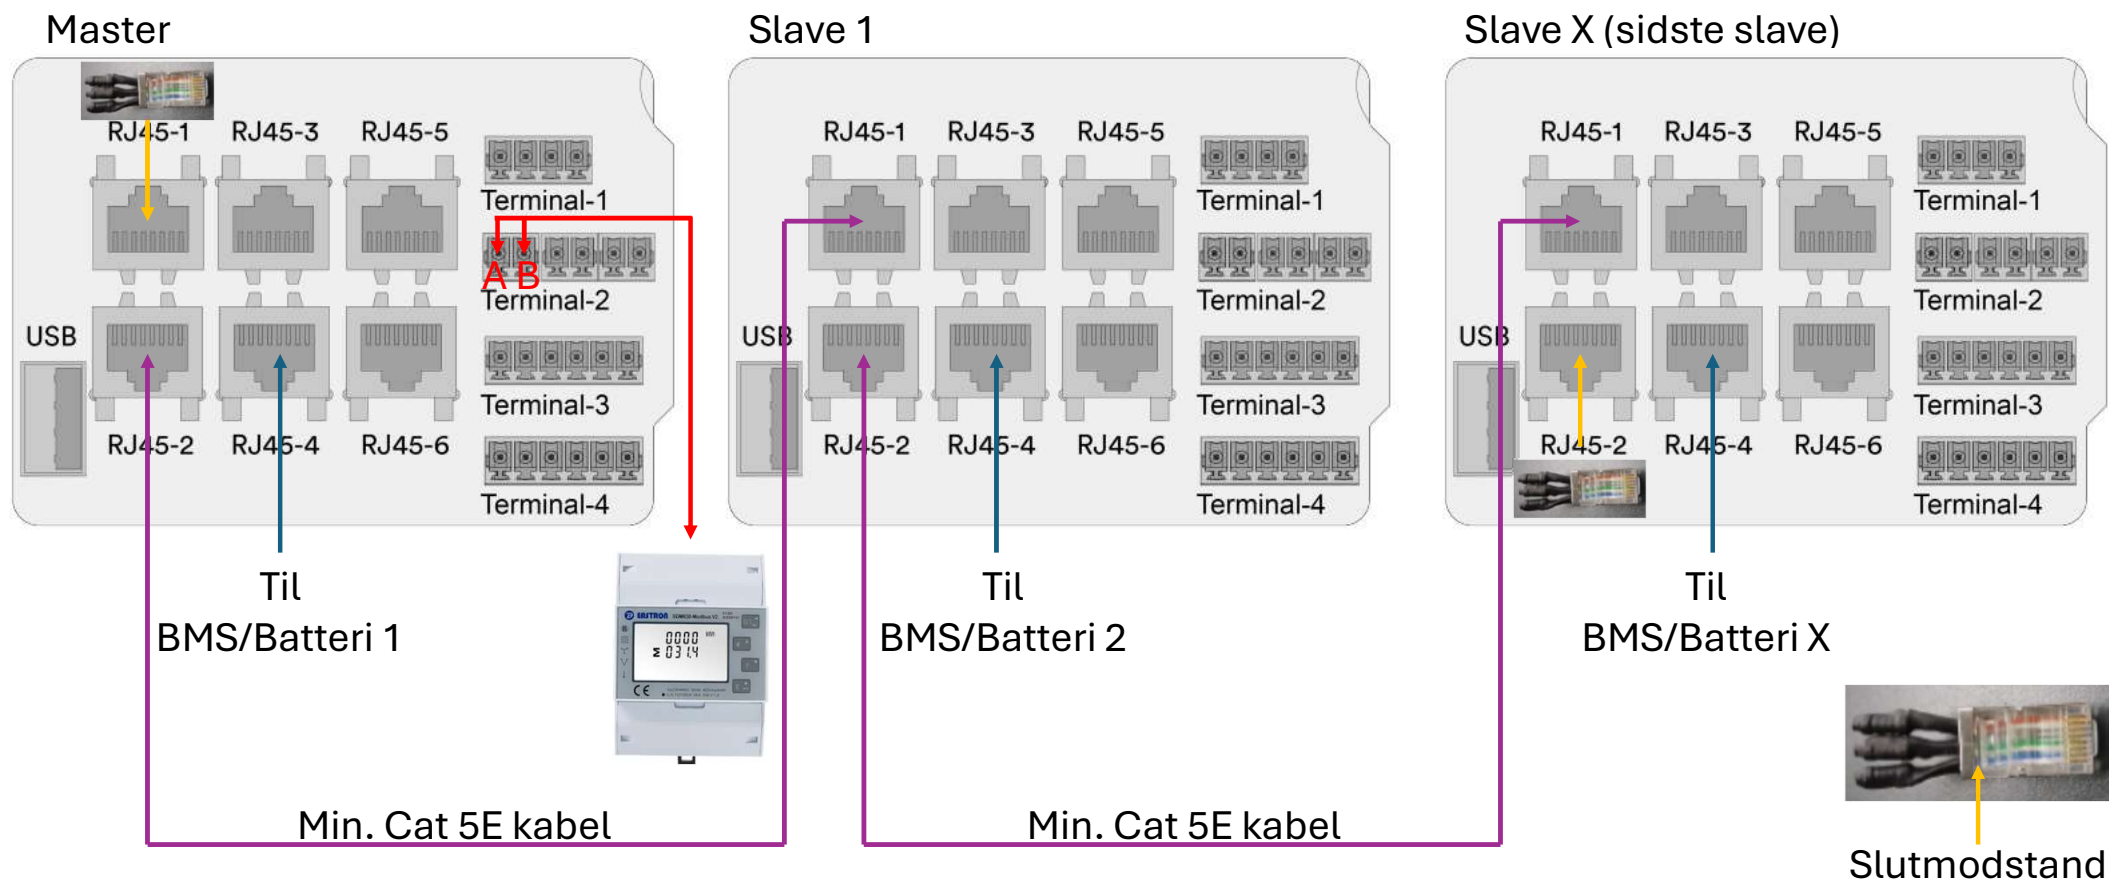 Master
Slave 1
Slave X (sidste slave)
RJ45-1
RJ45-3
RJ45-5
Terminal-1
A B
Terminal-2
USB
Terminal-3
RJ45-2
RJ45-4
RJ45-6
Terminal-4
RJ45-1
RJ45-3
RJ45-5
Terminal-1
Terminal-2
USB
Terminal-3
RJ45-2
RJ45-4
RJ45-6
Terminal-4
RJ45-1
RJ45-3
RJ45-5
Terminal-1
Terminal-2
USB
Terminal-3
RJ45-2
RJ45-4
RJ45-6
Terminal-4
Til
BMS/Batteri 1
EASTRON
0000
M 031.4
CE
Til
BMS/Batteri 2
Til
BMS/Batteri X
Min. Cat 5E kabel
Min. Cat 5E kabel
Slutmodstand